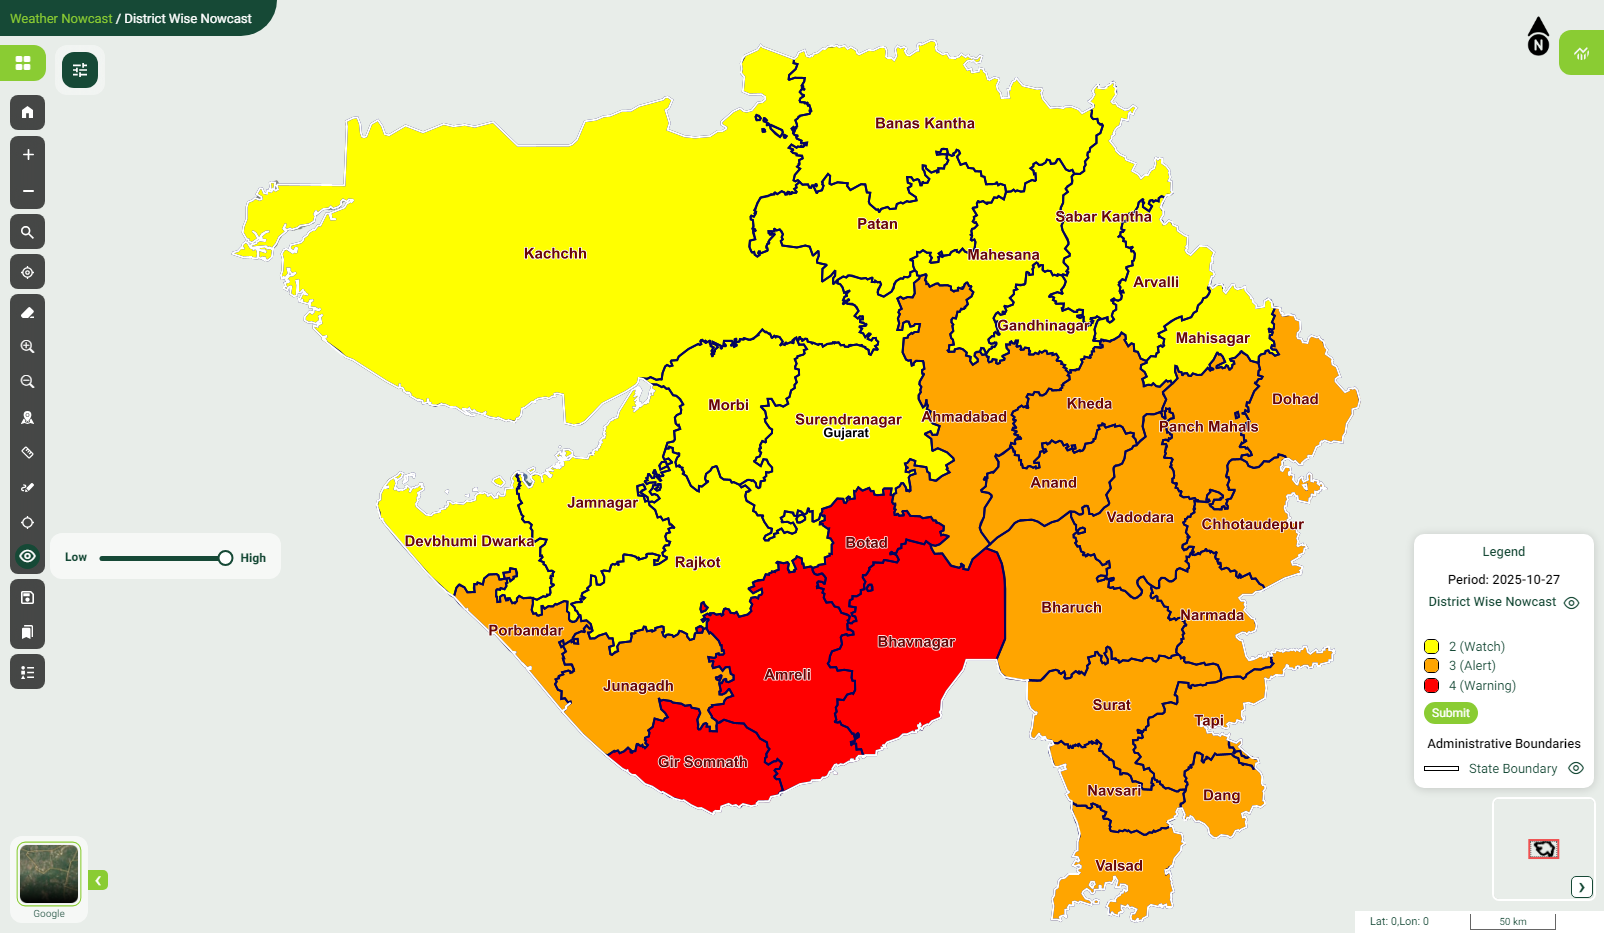 Weather Nowcast / District Wise Nowcast
N
Banas Kantha
Patan
Sabar Kantha
Kachchh
Mahesana
Arvalli
Gandhinagar
Mahisagar
Morbi
Surendranagar
Gujarat
Ahmadabad
Kheda
Dohad
Panch Mahals
Anand
Jamnagar
Vadodara
Chhotaudepur
Devbhumi Dwarka
Botad
Rajkot
Low
High
Bharuch
Narmada
Porbandar
Bhavnagar
Amreli
Junagadh
Surat
Tapi
Gir Somnath
Navsari
Dang
Valsad
Legend
Period: 2025-10-27
District Wise Nowcast
2 (Watch)
3 (Alert)
4 (Warning)
Submit
Administrative Boundaries
State Boundary
Google
Lat: 0,Lon: 0
50 km